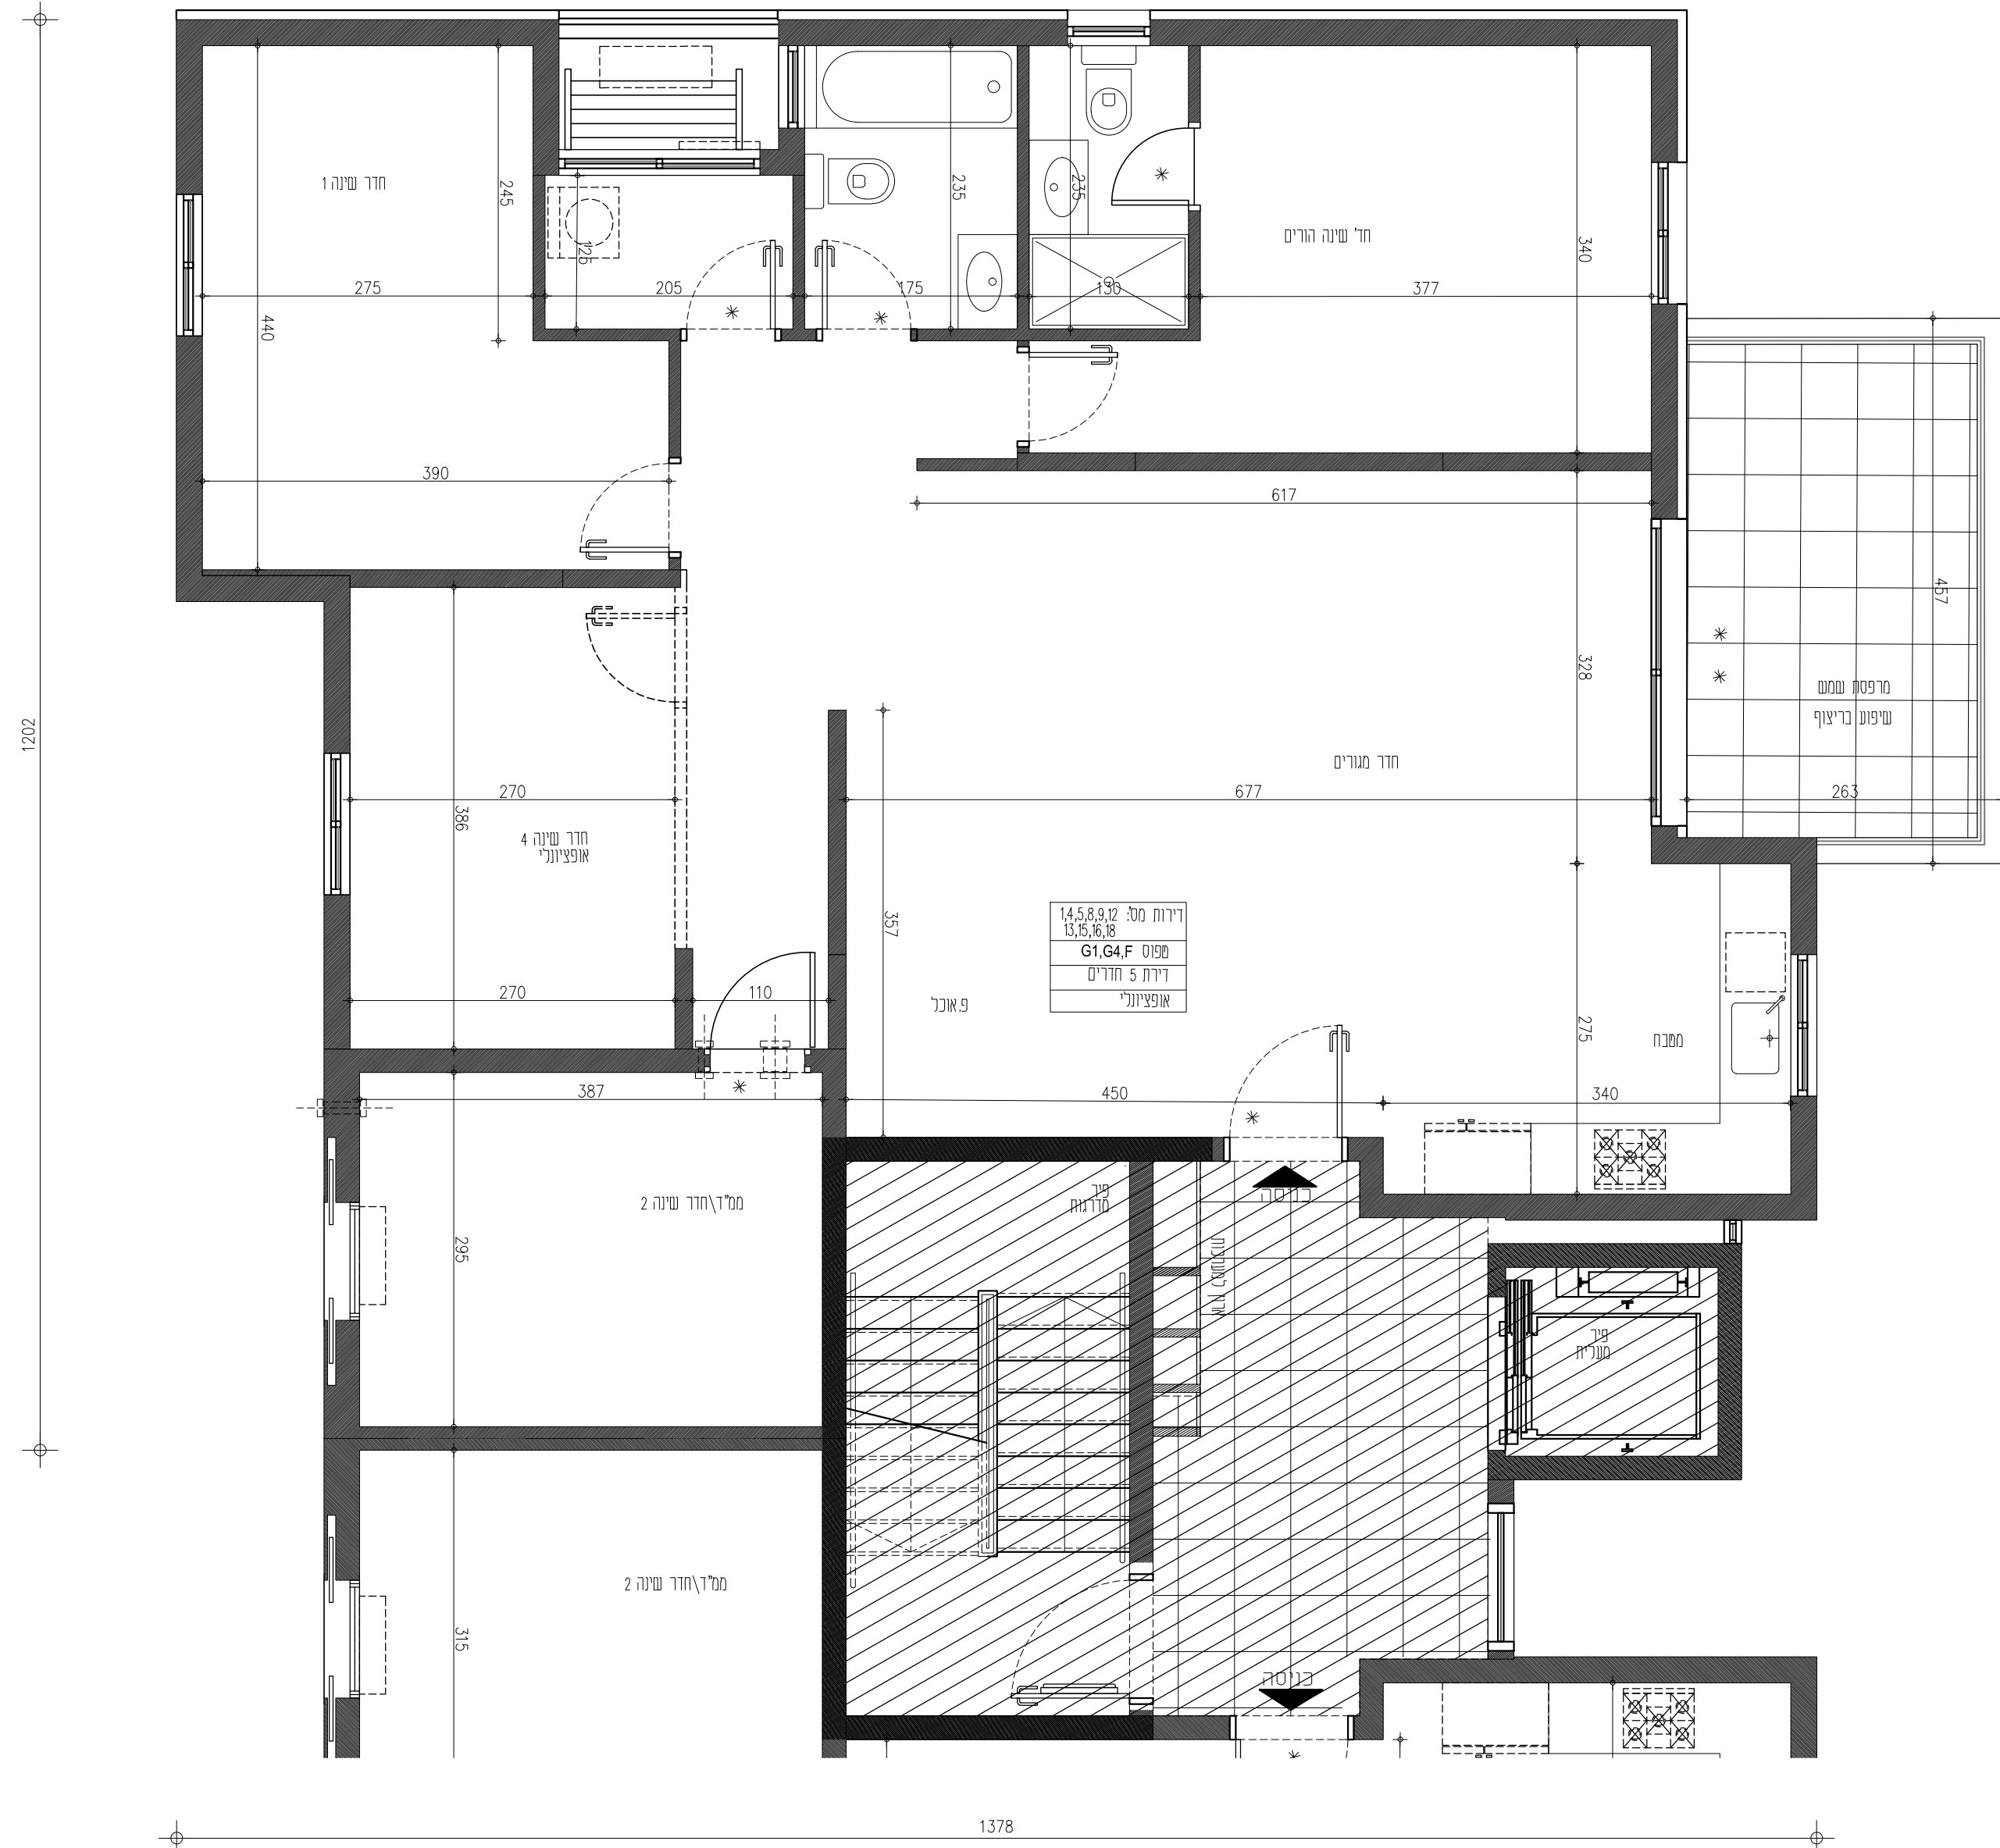 חדר שינה 1
245
440
275
390
125
205
235
175
235
130
חד' שינה הורים
340
377
617
457
328
מרפסת שמש
שיפוע בריצוף
263
חדר מגורים
677
1202
270
386
חדר שינה 4
אופציונלי
270
110
357
דירות מס': 1,4,5,8,9,12
13,15,16,18
טפוס G1,G4,F
דירת 5 חדרים
אופציונלי
פ.אוכל
275
מטבח
387
450
340
ממ"ד\חדר שינה 2
295
פיר
מדרגות
כניסה
ארון למערכות
פיר
מעלית
ממ"ד\חדר שינה 2
315
כניסה
1378